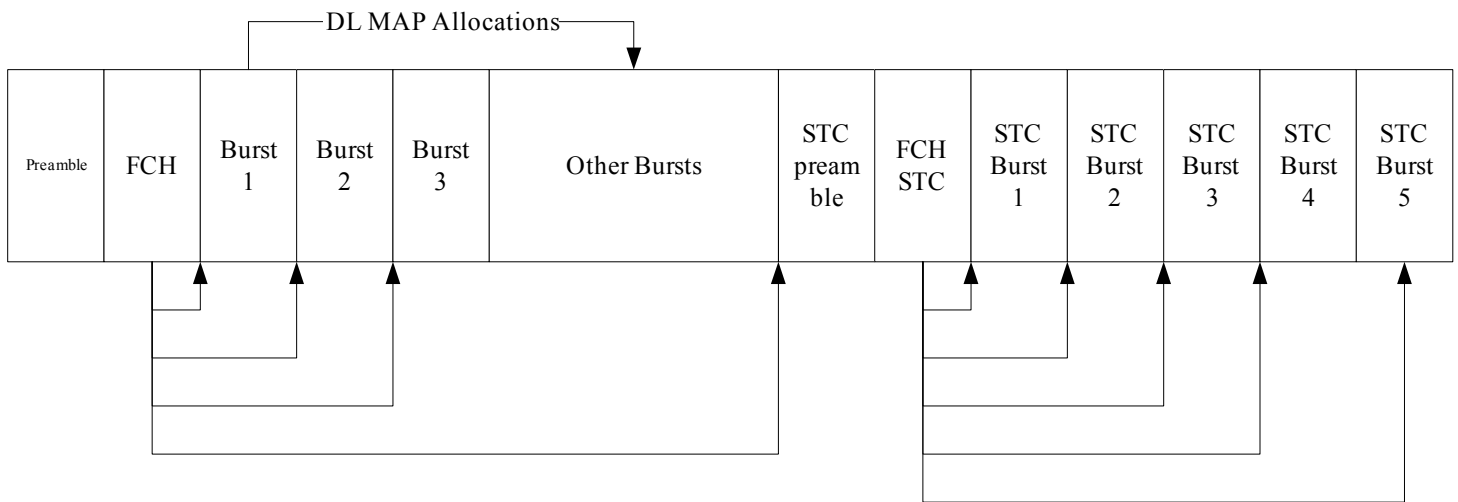 DL MAP Allocations
Preamble
FCH
Burst
1
Burst
2
Burst
3
Other Bursts
STC
pream
ble
FCH
STC
STC
Burst
1
STC
Burst
2
STC
Burst
3
STC
Burst
4
STC
Burst
5